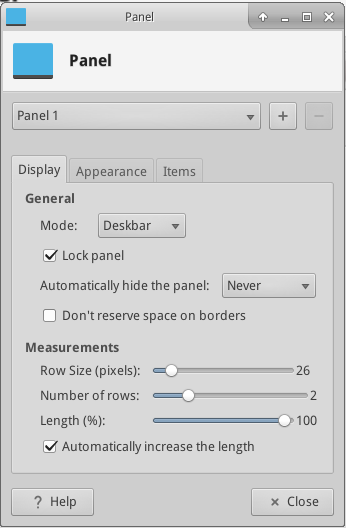 Panel
Panel
Panel 1
Display Appearance Items
General
Mode: Deskbar
Lock panel
Automatically hide the panel: Never
Don't reserve space on borders
Measurements
Row Size (pixels): 26
Number of rows: 2
Length (%): 100
Automatically increase the length
? Help × Close